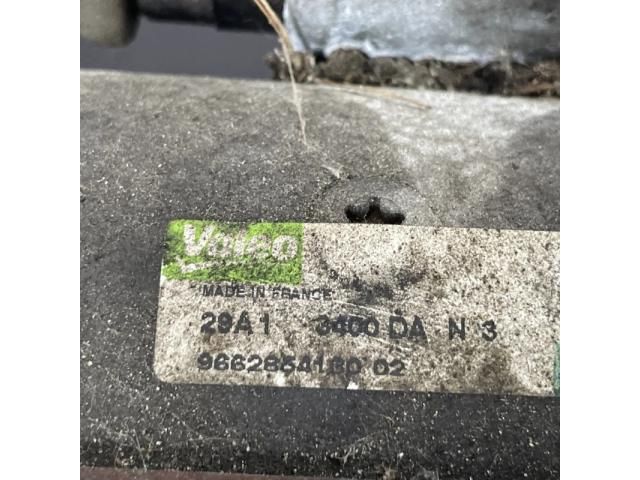 Valeo
MADE IN FRANCE
29A1 3400 DA N 3
9662854180 02